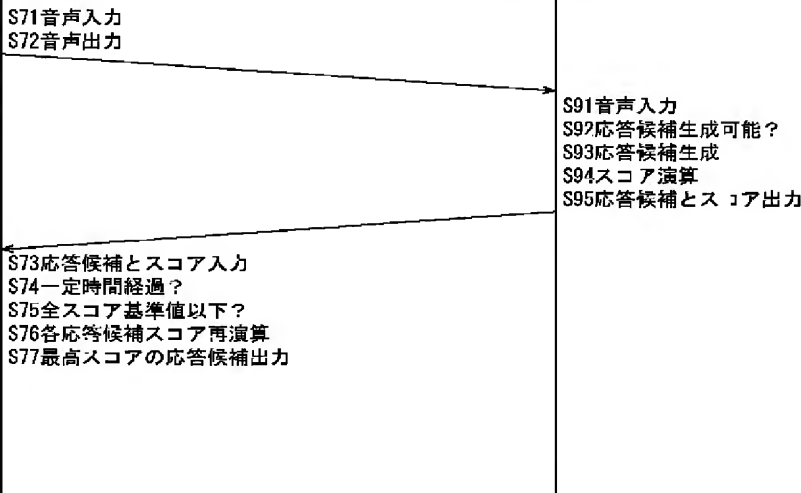 S71音声入力
S72音声出力
S91音声入力
S92応答候補生成可能？
S93応答候補生成
S94スコア演算
S95応答候補とスコア出力
S73応答候補とスコア入力
S74一定時間経過？
S75全スコア基準値以下？
S76各応答候補スコア再演算
S77最高スコアの応答候補出力